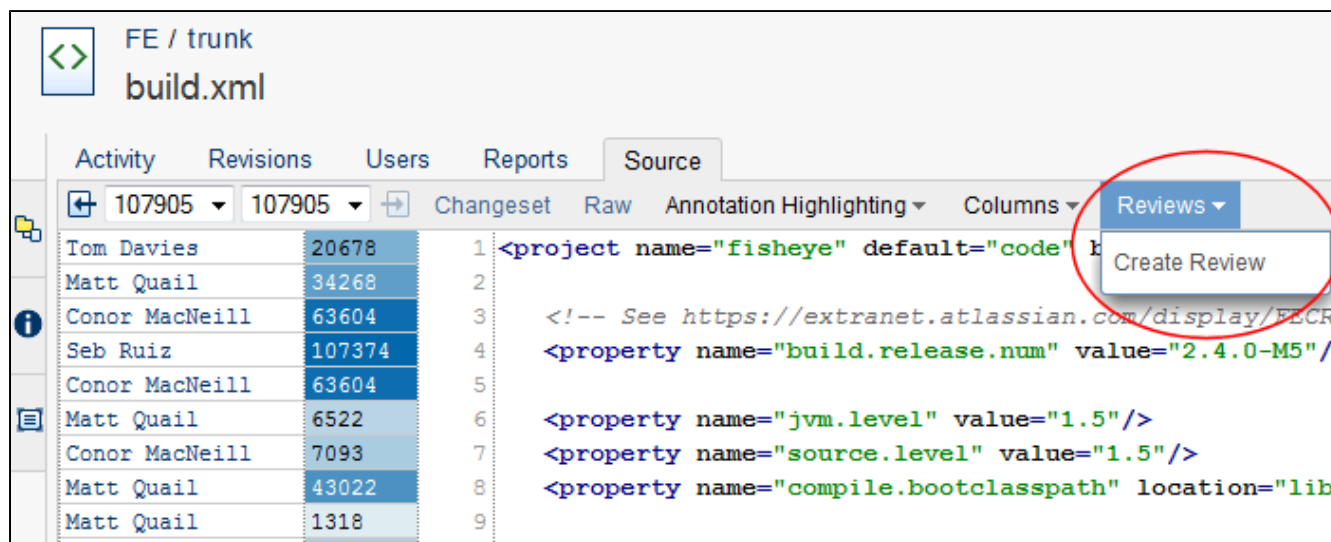 FE / trunk
build.xml
Activity Revisions Users Reports Source
107905 107905 Changeset Raw Annotation Highlighting Columns Reviews
Create Review
Tom Davies 20678 1 <project name="fisheye" default="code" b
Matt Quail 34268 2
Conor MacNeill 63604 3 <!-- See https://extranet.atlassian.com/display/FECR
Seb Ruiz 107374 4 <property name="build.release.num" value="2.4.0-M5"/
Conor MacNeill 63604 5
Matt Quail 6522 6 <property name="jvm.level" value="1.5"/>
Conor MacNeill 7093 7 <property name="source.level" value="1.5"/>
Matt Quail 43022 8 <property name="compile.bootclasspath" location="lib
Matt Quail 1318 9